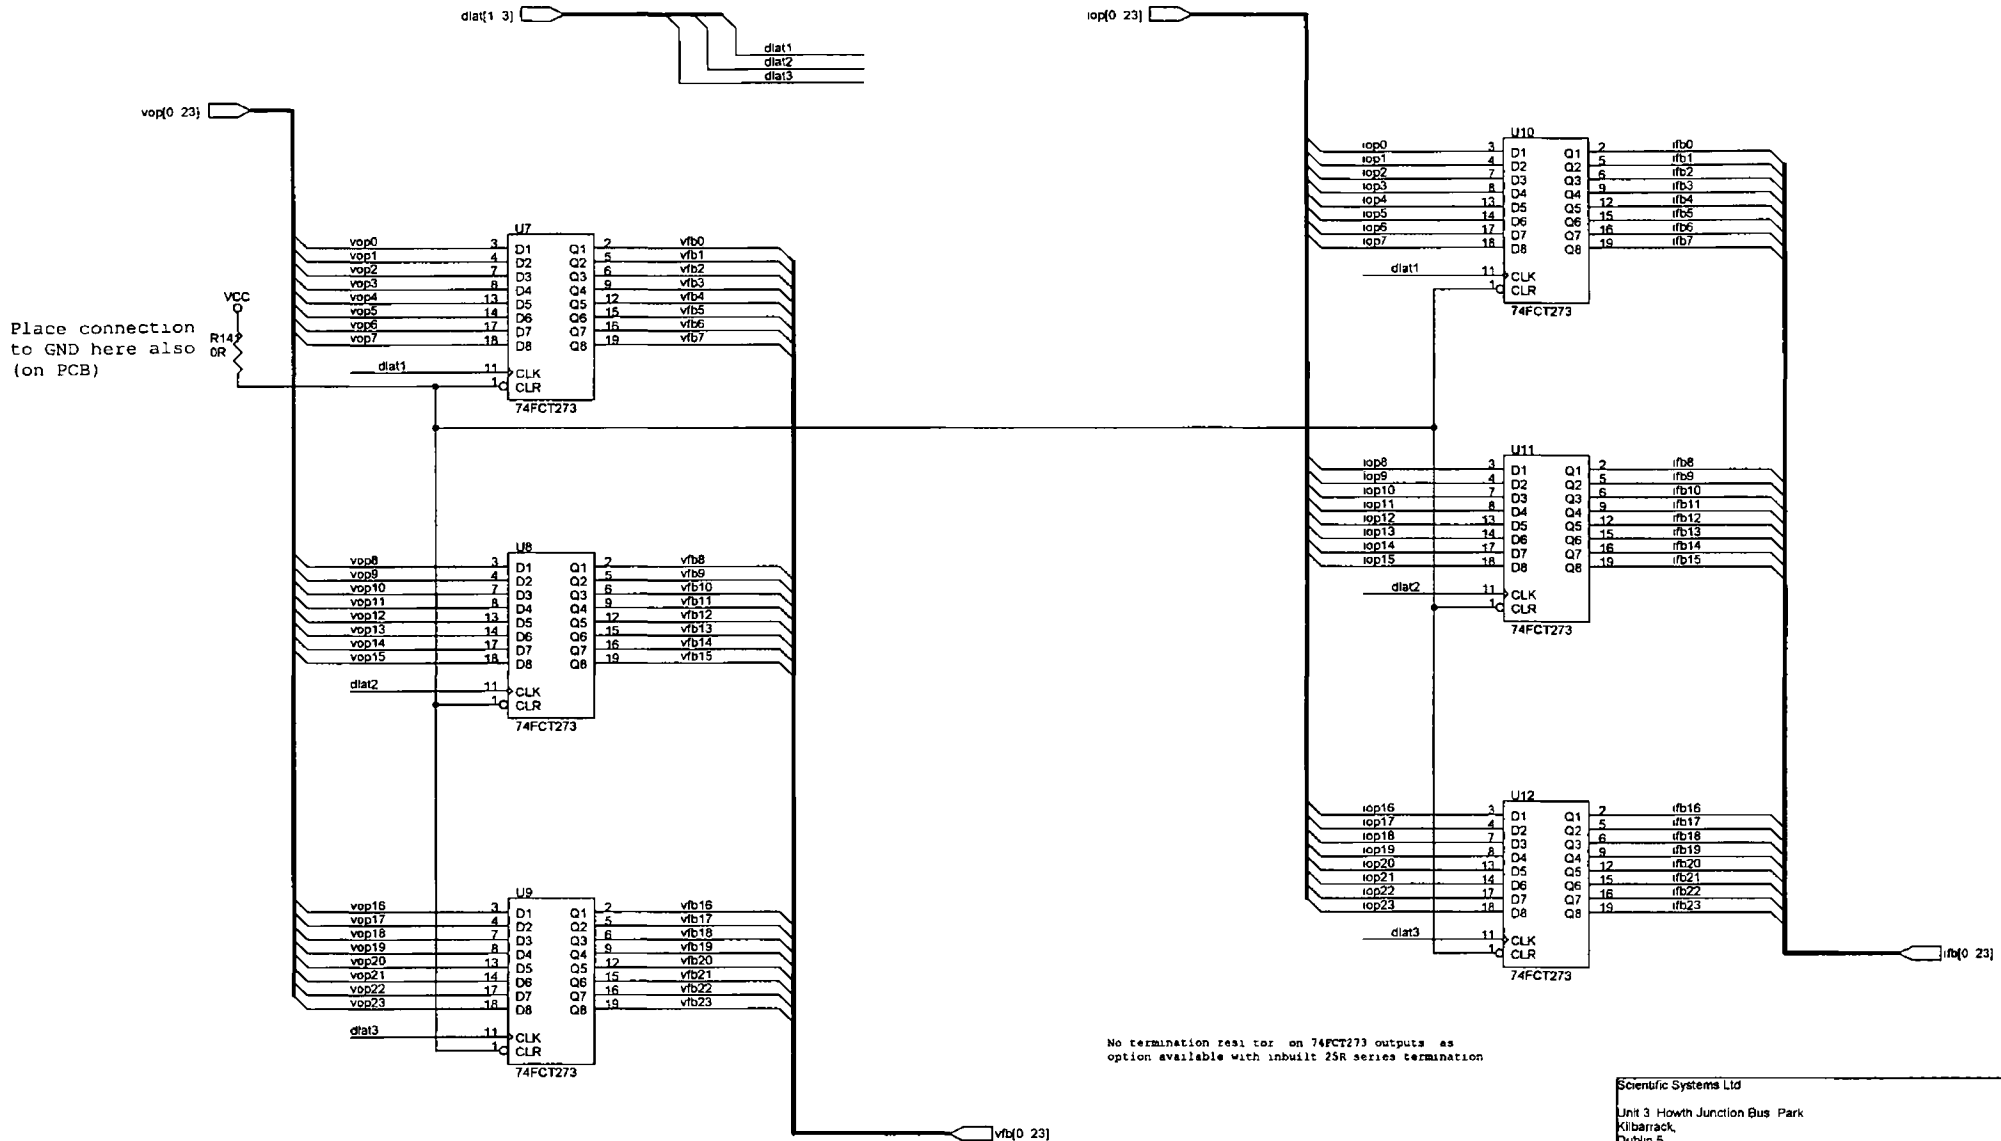 dlat[1 3]
dlat1
dlat2
dlat3
iop[0 23]
vop[0 23]
VCC
R14
0R
Place connection
to GND here also
(on PCB)
U7
vop0 3 D1 Q1 2 vfb0
vop1 4 D2 Q2 5 vfb1
vop2 7 D3 Q3 6 vfb2
vop3 8 D4 Q4 9 vfb3
vop4 13 D5 Q5 12 vfb4
vop5 14 D6 Q6 15 vfb5
vop6 17 D7 Q7 16 vfb6
vop7 18 D8 Q8 19 vfb7
dlat1 11 CLK
1 CLR
74FCT273
U8
vop8 3 D1 Q1 2 vfb8
vop9 4 D2 Q2 5 vfb9
vop10 7 D3 Q3 6 vfb10
vop11 8 D4 Q4 9 vfb11
vop12 13 D5 Q5 12 vfb12
vop13 14 D6 Q6 15 vfb13
vop14 17 D7 Q7 16 vfb14
vop15 18 D8 Q8 19 vfb15
dlat2 11 CLK
1 CLR
74FCT273
U9
vop16 3 D1 Q1 2 vfb16
vop17 4 D2 Q2 5 vfb17
vop18 7 D3 Q3 6 vfb18
vop19 8 D4 Q4 9 vfb19
vop20 13 D5 Q5 12 vfb20
vop21 14 D6 Q6 15 vfb21
vop22 17 D7 Q7 16 vfb22
vop23 18 D8 Q8 19 vfb23
dlat3 11 CLK
1 CLR
74FCT273
vfb[0 23]
U10
iop0 3 D1 Q1 2 ifb0
iop1 4 D2 Q2 5 ifb1
iop2 7 D3 Q3 6 ifb2
iop3 8 D4 Q4 9 ifb3
iop4 13 D5 Q5 12 ifb4
iop5 14 D6 Q6 15 ifb5
iop6 17 D7 Q7 16 ifb6
iop7 18 D8 Q8 19 ifb7
dlat1 11 CLK
1 CLR
74FCT273
U11
iop8 3 D1 Q1 2 ifb8
iop9 4 D2 Q2 5 ifb9
iop10 7 D3 Q3 6 ifb10
iop11 8 D4 Q4 9 ifb11
iop12 13 D5 Q5 12 ifb12
iop13 14 D6 Q6 15 ifb13
iop14 17 D7 Q7 16 ifb14
iop15 18 D8 Q8 19 ifb15
dlat2 11 CLK
1 CLR
74FCT273
U12
iop16 3 D1 Q1 2 ifb16
iop17 4 D2 Q2 5 ifb17
iop18 7 D3 Q3 6 ifb18
iop19 8 D4 Q4 9 ifb19
iop20 13 D5 Q5 12 ifb20
iop21 14 D6 Q6 15 ifb21
iop22 17 D7 Q7 16 ifb22
iop23 18 D8 Q8 19 ifb23
dlat3 11 CLK
1 CLR
74FCT273
ifb[0 23]
No termination resi tor on 74FCT273 outputs as
option available with inbuilt 25R series termination
Scientific Systems Ltd
Unit 3 Howth Junction Bus Park
Kilbarrack,
Dublin 5